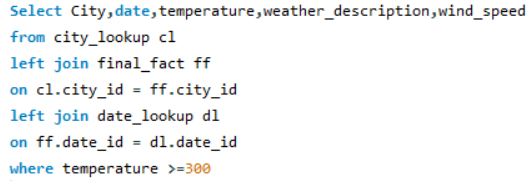 Select City,date,temperature,weather_description,wind_speed
from city_lookup cl
left join final_fact ff
on cl.city_id = ff.city_id
left join date_lookup dl
on ff.date_id = dl.date_id
where temperature >=300